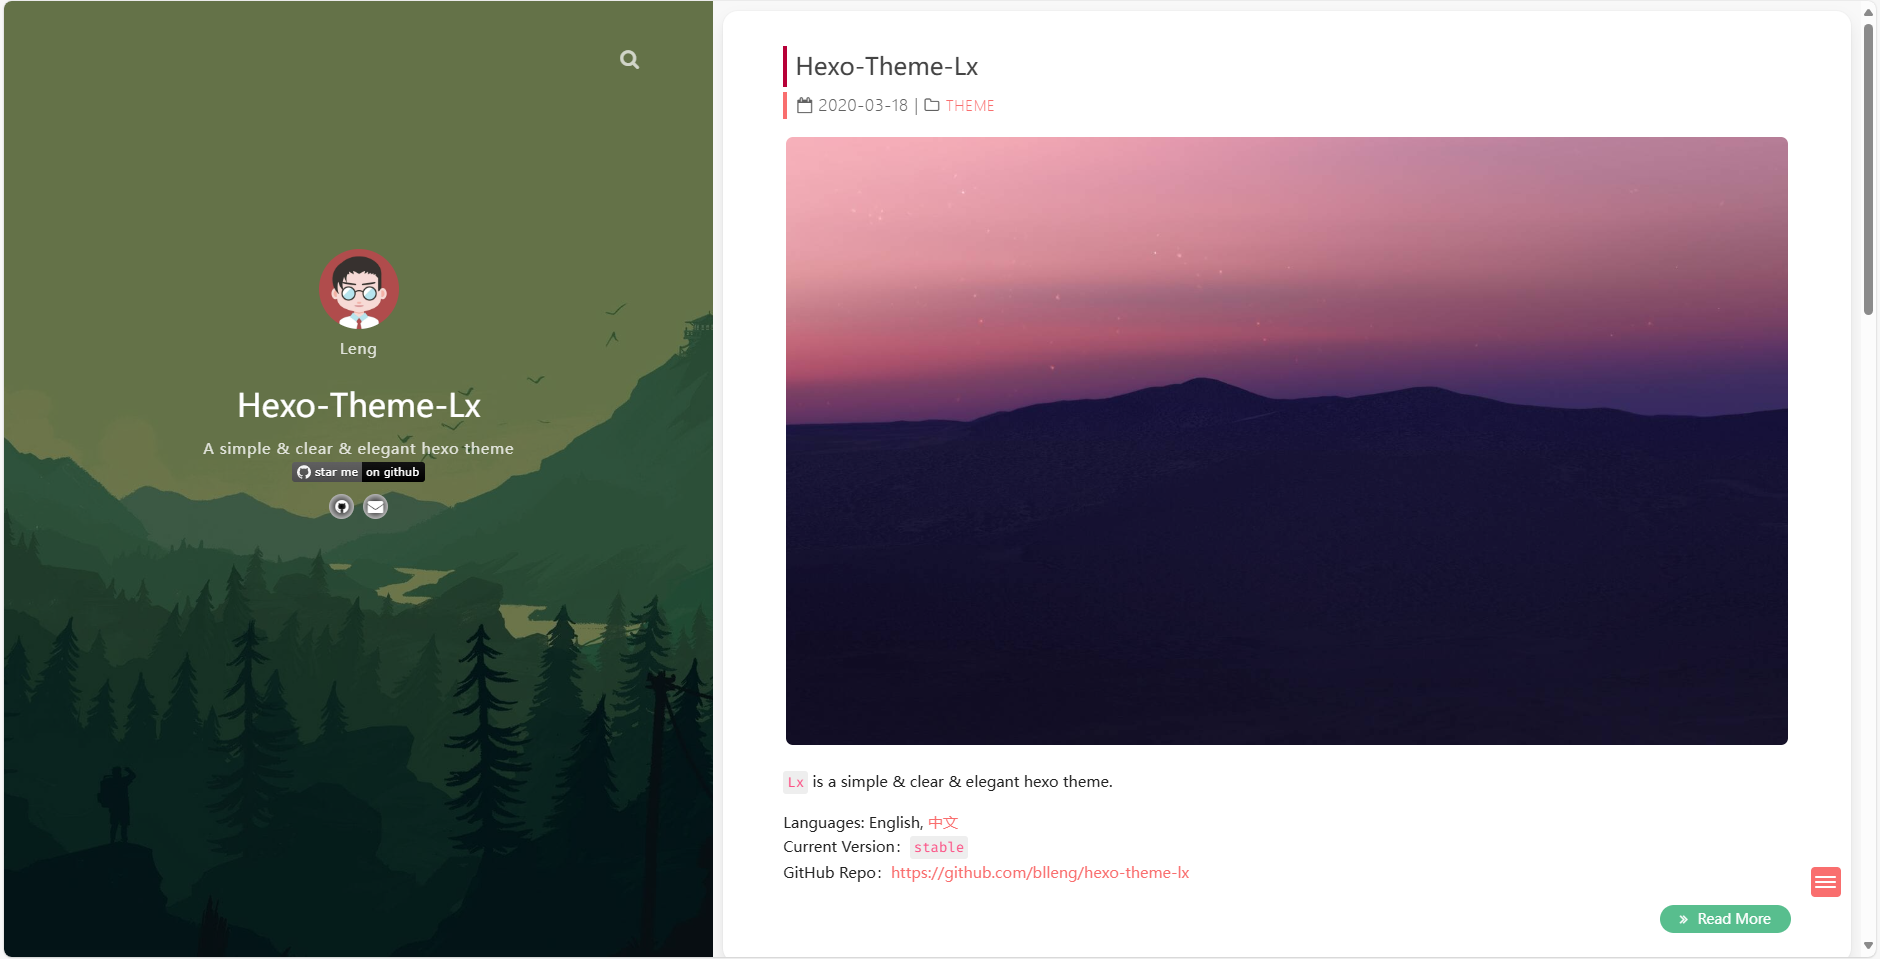 Leng
Hexo-Theme-Lx
A simple & clear & elegant hexo theme
star me on github
Hexo-Theme-Lx
2020-03-18 | THEME
Lx is a simple & clear & elegant hexo theme.
Languages: English, 中文
Current Version： stable
GitHub Repo：https://github.com/blleng/hexo-theme-lx
» Read More